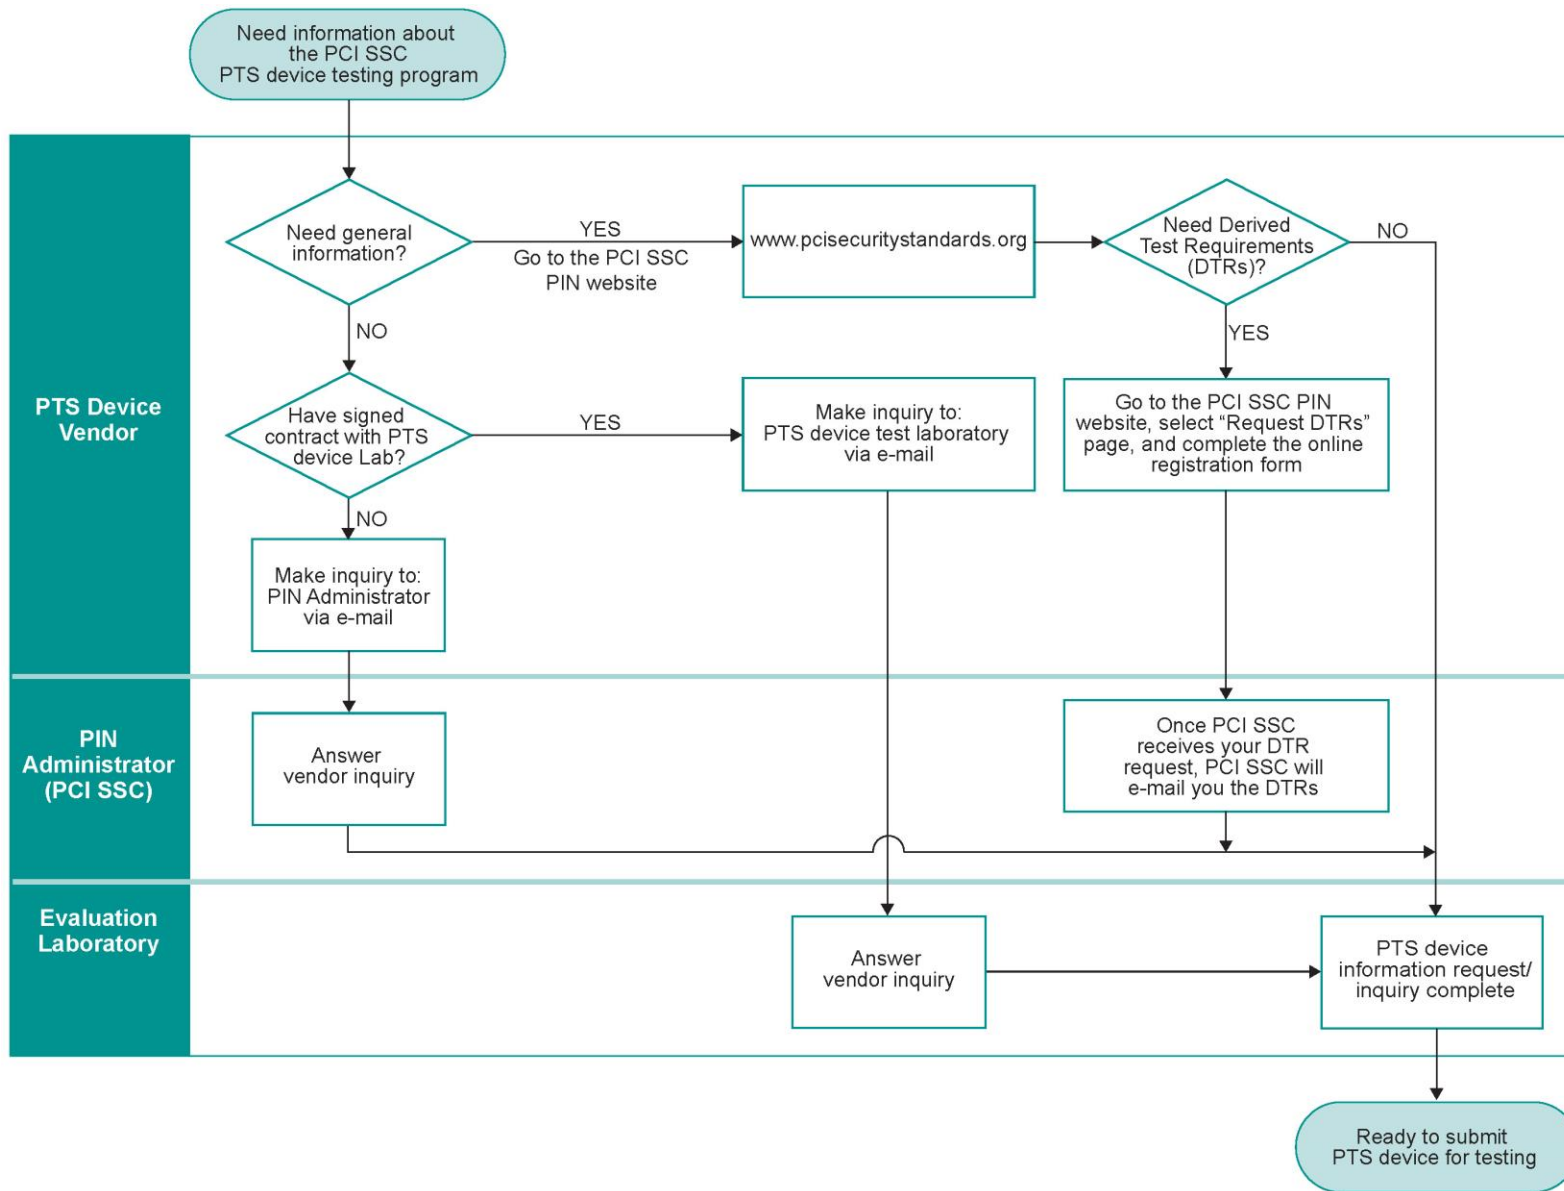 Need information about
the PCI SSC
PTS device testing program
Need general
information?
YES
Go to the PCI SSC
PIN website
www.pcisecuritystandards.org
Need Derived
Test Requirements
(DTRs)?
NO
NO
YES
PTS Device
Vendor
Have signed
contract with PTS
device Lab?
YES
Make inquiry to:
PTS device test laboratory
via e-mail
Go to the PCI SSC PIN
website, select “Request DTRs”
page, and complete the online
registration form
NO
Make inquiry to:
PIN Administrator
via e-mail
PIN
Administrator
(PCI SSC)
Answer
vendor inquiry
Once PCI SSC
receives your DTR
request, PCI SSC will
e-mail you the DTRs
Evaluation
Laboratory
Answer
vendor inquiry
PTS device
information request/
inquiry complete
Ready to submit
PTS device for testing